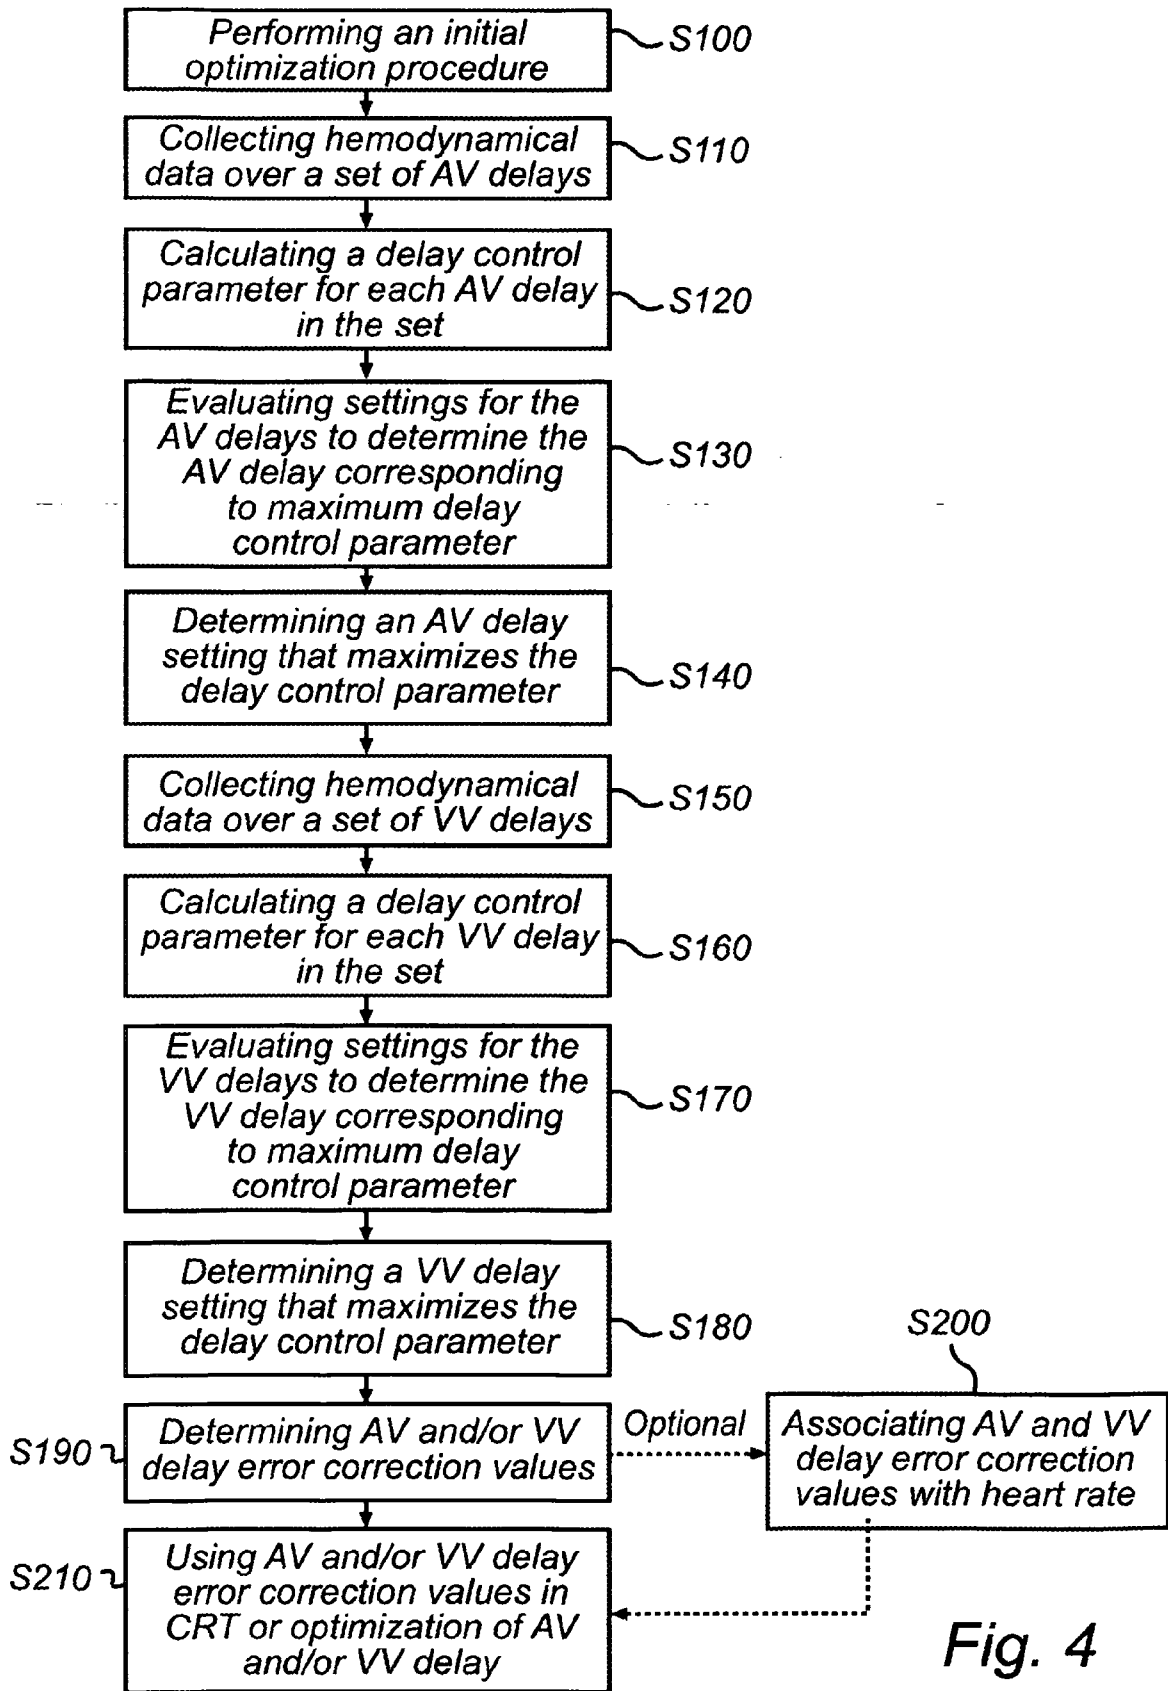 Performing an initial
optimization procedure
S100
Collecting hemodynamical
data over a set of AV delays
S110
Calculating a delay control
parameter for each AV delay
in the set
S120
Evaluating settings for the
AV delays to determine the
AV delay corresponding
to maximum delay
control parameter
S130
Determining an AV delay
setting that maximizes the
delay control parameter
S140
Collecting hemodynamical
data over a set of VV delays
S150
Calculating a delay control
parameter for each VV delay
in the set
S160
Evaluating settings for the
VV delays to determine the
VV delay corresponding
to maximum delay
control parameter
S170
Determining a VV delay
setting that maximizes the
delay control parameter
S180
S190
Determining AV and/or VV
delay error correction values
Optional
S200
Associating AV and VV
delay error correction
values with heart rate
S210
Using AV and/or VV delay
error correction values in
CRT or optimization of AV
and/or VV delay
Fig. 4